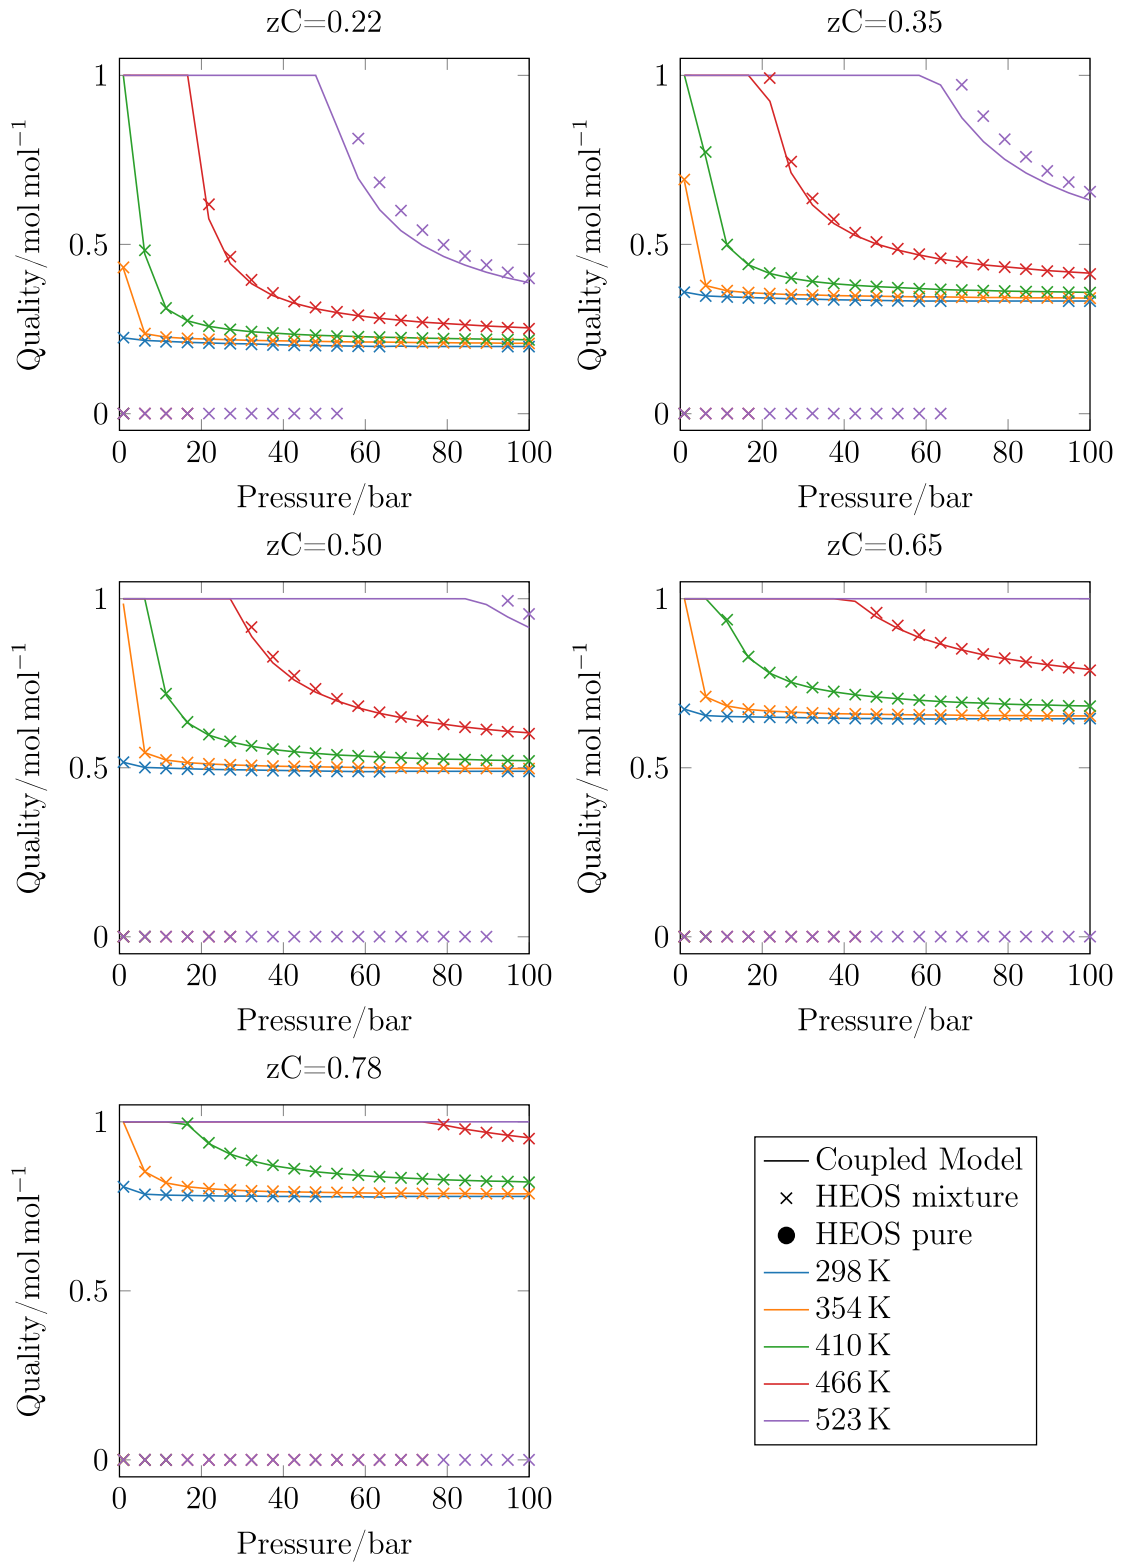 zC=0.22
zC=0.35
1
0.5
0
Quality/mol mol−1
0 20 40 60 80 100
Pressure/bar
1
0.5
0
Quality/mol mol−1
0 20 40 60 80 100
Pressure/bar
zC=0.50
zC=0.65
1
0.5
0
Quality/mol mol−1
0 20 40 60 80 100
Pressure/bar
1
0.5
0
Quality/mol mol−1
0 20 40 60 80 100
Pressure/bar
zC=0.78
1
0.5
0
Quality/mol mol−1
0 20 40 60 80 100
Pressure/bar
Coupled Model
HEOS mixture
HEOS pure
298 K
354 K
410 K
466 K
523 K